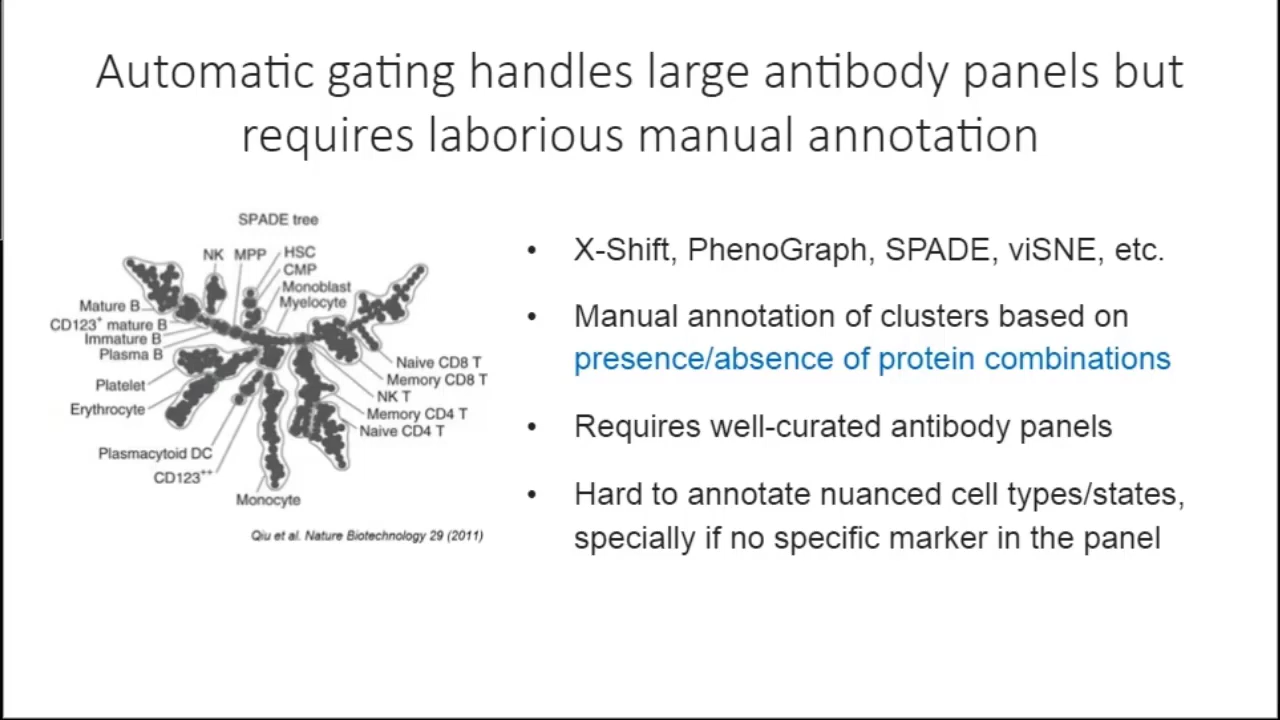 Automatic gating handles large antibody panels but
requires laborious manual annotation
SPADE tree
NK MPP HSC
CMP
Monoblast
Myelocyte
Mature B
CD123⁺ mature B
Immature B
Plasma B
Platelet
Erythrocyte
Plasmacytoid DC
CD123⁺⁺
Monocyte
Naive CD8 T
Memory CD8 T
NK T
Memory CD4 T
Naive CD4 T
Qiu et al. Nature Biotechnology 29 (2011)
• X-Shift, PhenoGraph, SPADE, viSNE, etc.
• Manual annotation of clusters based on
presence/absence of protein combinations
• Requires well-curated antibody panels
• Hard to annotate nuanced cell types/states,
specially if no specific marker in the panel